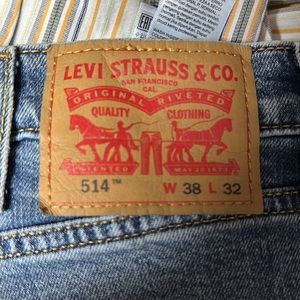 LEVI STRAUSS & CO.
SAN FRANCISCO
CAL.
ORIGINAL RIVETED
QUALITY CLOTHING
PATENTED MAY 20 1873
514™ W 38 L 32